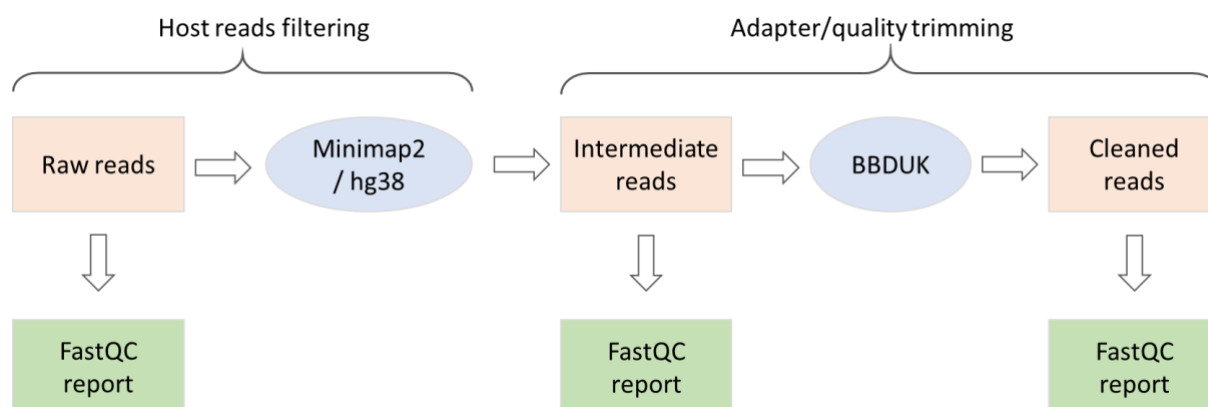 Host reads filtering
Adapter/quality trimming
Raw reads
Minimap2
/ hg38
Intermediate
reads
BBDUK
Cleaned
reads
FastQC
report
FastQC
report
FastQC
report